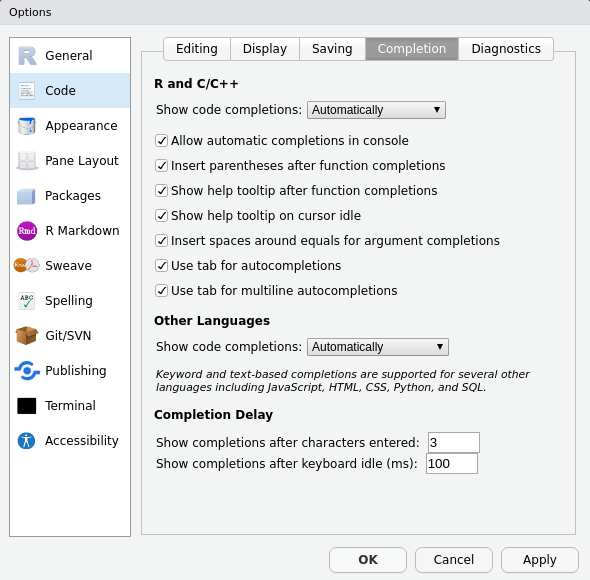 Options
General
Code
Appearance
Pane Layout
Packages
Rmd R Markdown
Sweave
ABC Spelling
Git/SVN
Publishing
Terminal
Accessibility
Editing Display Saving Completion Diagnostics
R and C/C++
Show code completions: Automatically
Allow automatic completions in console
Insert parentheses after function completions
Show help tooltip after function completions
Show help tooltip on cursor idle
Insert spaces around equals for argument completions
Use tab for autocompletions
Use tab for multiline autocompletions
Other Languages
Show code completions: Automatically
Keyword and text-based completions are supported for several other
languages including JavaScript, HTML, CSS, Python, and SQL.
Completion Delay
Show completions after characters entered: 3
Show completions after keyboard idle (ms): 100
OK Cancel Apply